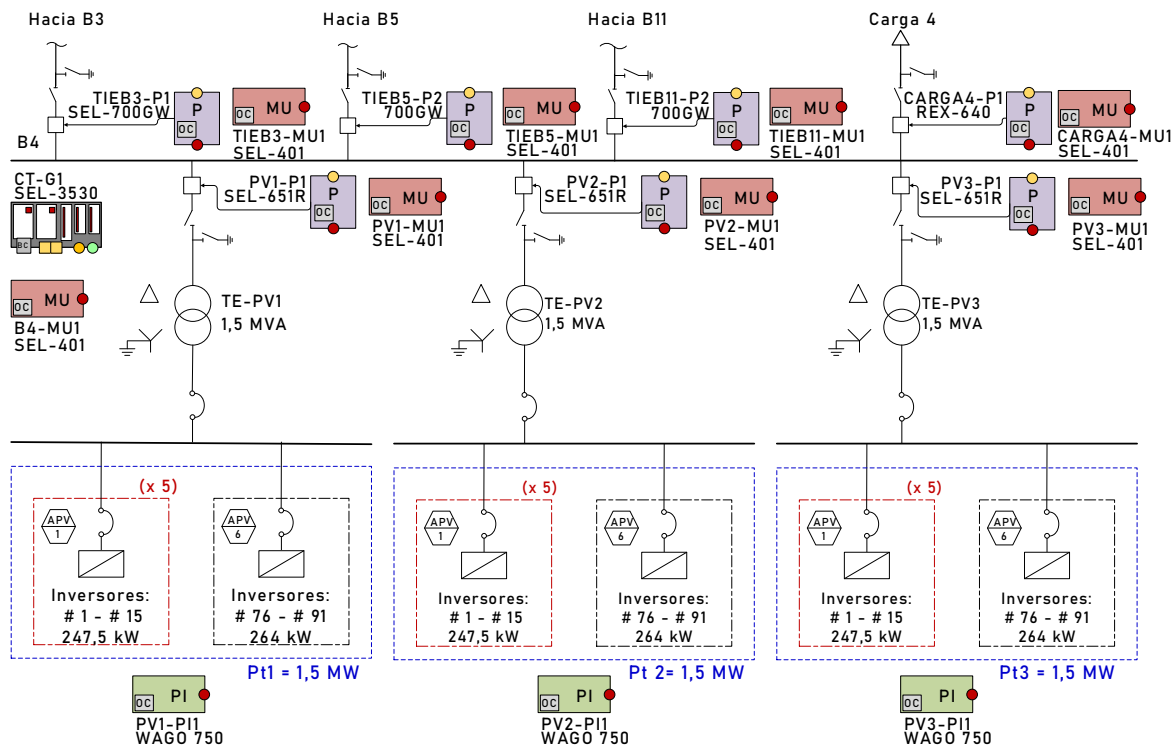 Hacia B3
Hacia B5
Hacia B11
Carga 4
TIEB3-P1
SEL-700GW
P
OC
OC MU
TIEB3-MU1
SEL-401
TIEB5-P2
700GW
P
OC
OC MU
TIEB5-MU1
SEL-401
TIEB11-P2
700GW
P
OC
OC MU
TIEB11-MU1
SEL-401
CARGA4-P1
REX-640
P
OC
OC MU
CARGA4-MU1
SEL-401
B4
CT-G1
SEL-3530
BC
PV1-P1
SEL-651R
P
OC
OC MU
PV1-MU1
SEL-401
PV2-P1
SEL-651R
P
OC
OC MU
PV2-MU1
SEL-401
PV3-P1
SEL-651R
P
OC
OC MU
PV3-MU1
SEL-401
OC MU
B4-MU1
SEL-401
TE-PV1
1,5 MVA
TE-PV2
1,5 MVA
TE-PV3
1,5 MVA
(x 5)
APV
1
Inversores:
# 1 - # 15
247,5 kW
APV
6
Inversores:
# 76 - # 91
264 kW
Pt1 = 1,5 MW
(x 5)
APV
1
Inversores:
# 1 - # 15
247,5 kW
APV
6
Inversores:
# 76 - # 91
264 kW
Pt 2= 1,5 MW
(x 5)
APV
1
Inversores:
# 1 - # 15
247,5 kW
APV
6
Inversores:
# 76 - # 91
264 kW
Pt3 = 1,5 MW
OC PI
PV1-PI1
WAGO 750
OC PI
PV2-PI1
WAGO 750
OC PI
PV3-PI1
WAGO 750